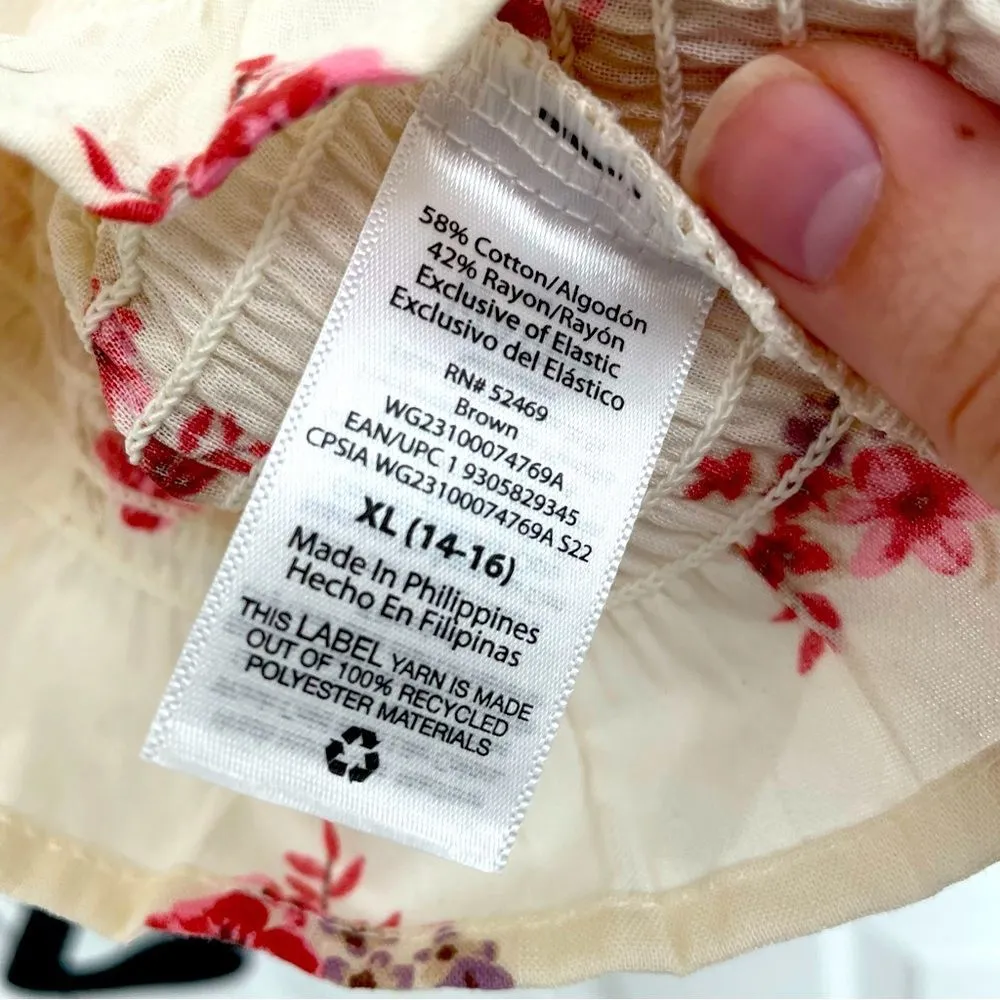 58% Cotton/Algodón
42% Rayon/Rayón
Exclusive of Elastic
Exclusivo del Elástico
RN# 52469
Brown
WG23100074769A
EAN/UPC 1 9305829345
CPSIA WG23100074769A S22
XL (14-16)
Made In Philippines
Hecho En Filipinas
THIS LABEL YARN IS MADE
OUT OF 100% RECYCLED
POLYESTER MATERIALS